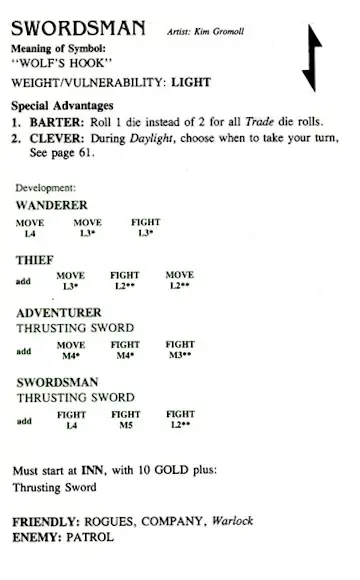 SWORDSMAN Artist: Kim Gromoll
Meaning of Symbol:
"WOLF'S HOOK"
WEIGHT/VULNERABILITY: LIGHT
Special Advantages
1. BARTER: Roll 1 die instead of 2 for all Trade die rolls.
2. CLEVER: During Daylight, choose when to take your turn,
See page 61.
Development:
WANDERER
MOVE MOVE FIGHT
L4 L3* L3*
THIEF
MOVE FIGHT MOVE
add L3* L2** L2**
ADVENTURER
THRUSTING SWORD
MOVE FIGHT FIGHT
add M4* M4* M3**
SWORDSMAN
THRUSTING SWORD
FIGHT FIGHT FIGHT
add L4 M5 L2**
Must start at INN, with 10 GOLD plus:
Thrusting Sword
FRIENDLY: ROGUES, COMPANY, Warlock
ENEMY: PATROL